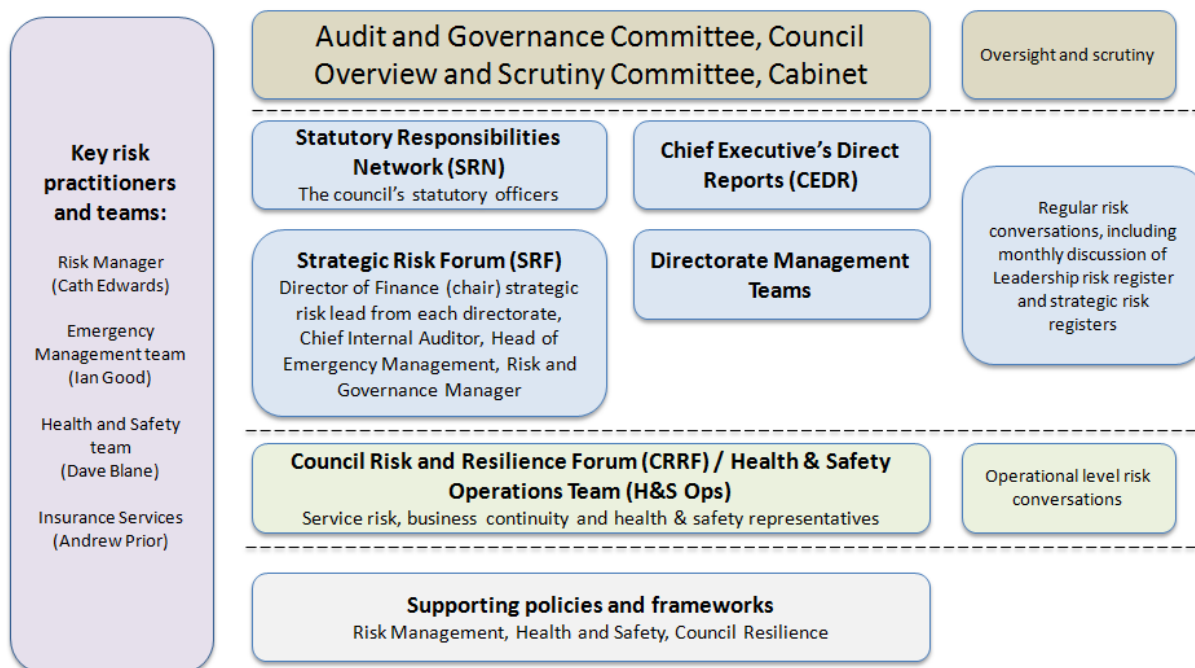 Key risk
practitioners
and teams:
Risk Manager
(Cath Edwards)
Emergency
Management team
(Ian Good)
Health and Safety
team
(Dave Blane)
Insurance Services
(Andrew Prior)
Audit and Governance Committee, Council
Overview and Scrutiny Committee, Cabinet
Oversight and scrutiny
Statutory Responsibilities
Network (SRN)
The council’s statutory officers
Chief Executive’s Direct
Reports (CEDR)
Strategic Risk Forum (SRF)
Director of Finance (chair) strategic
risk lead from each directorate,
Chief Internal Auditor, Head of
Emergency Management, Risk and
Governance Manager
Directorate Management
Teams
Regular risk
conversations, including
monthly discussion of
Leadership risk register
and strategic risk
registers
Council Risk and Resilience Forum (CRRF) / Health & Safety
Operations Team (H&S Ops)
Service risk, business continuity and health & safety representatives
Operational level risk
conversations
Supporting policies and frameworks
Risk Management, Health and Safety, Council Resilience